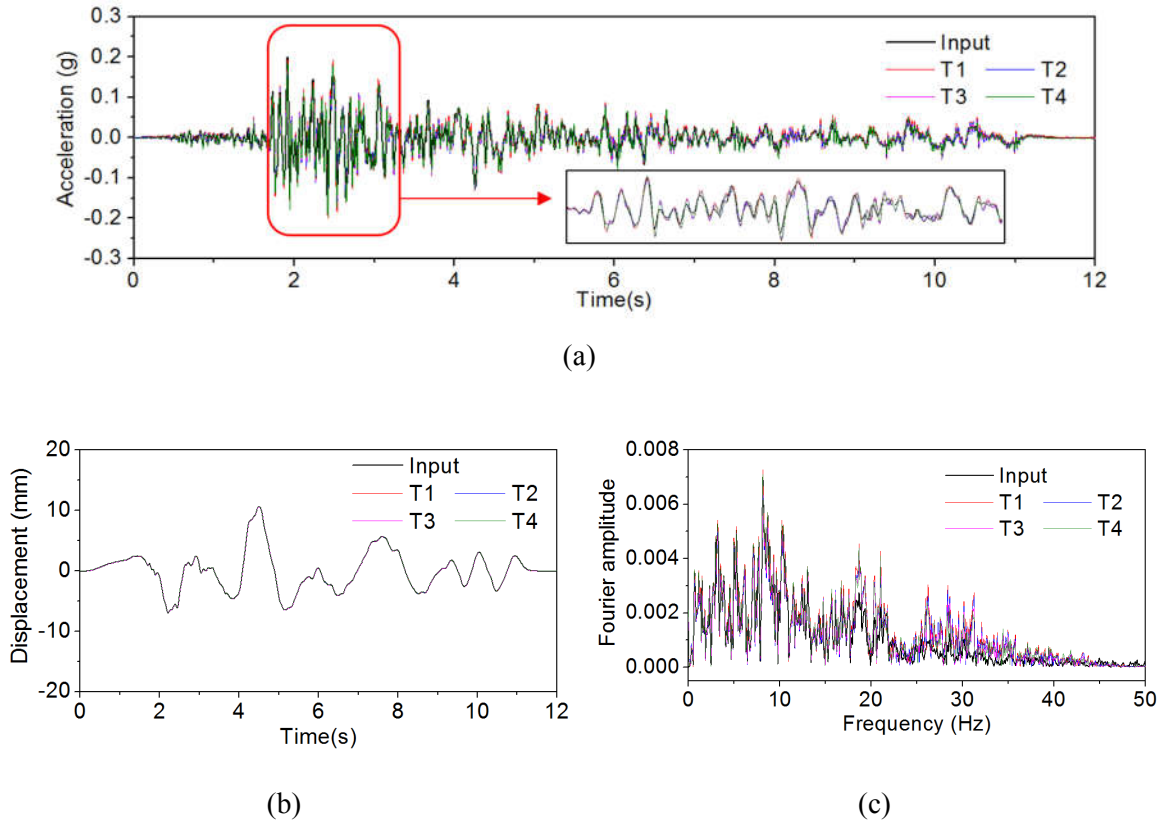 0.3
0.2
0.1
0.0
-0.1
-0.2
-0.3
Acceleration (g)
Input
T1 T2
T3 T4
0 2 4 6 8 10 12
Time(s)
(a)
20
10
0
-10
-20
Displacement (mm)
Input
T1 T2
T3 T4
0 2 4 6 8 10 12
Time(s)
(b)
0.008
0.006
0.004
0.002
0.000
Fourier amplitude
Input
T1 T2
T3 T4
0 10 20 30 40 50
Frequency (Hz)
(c)